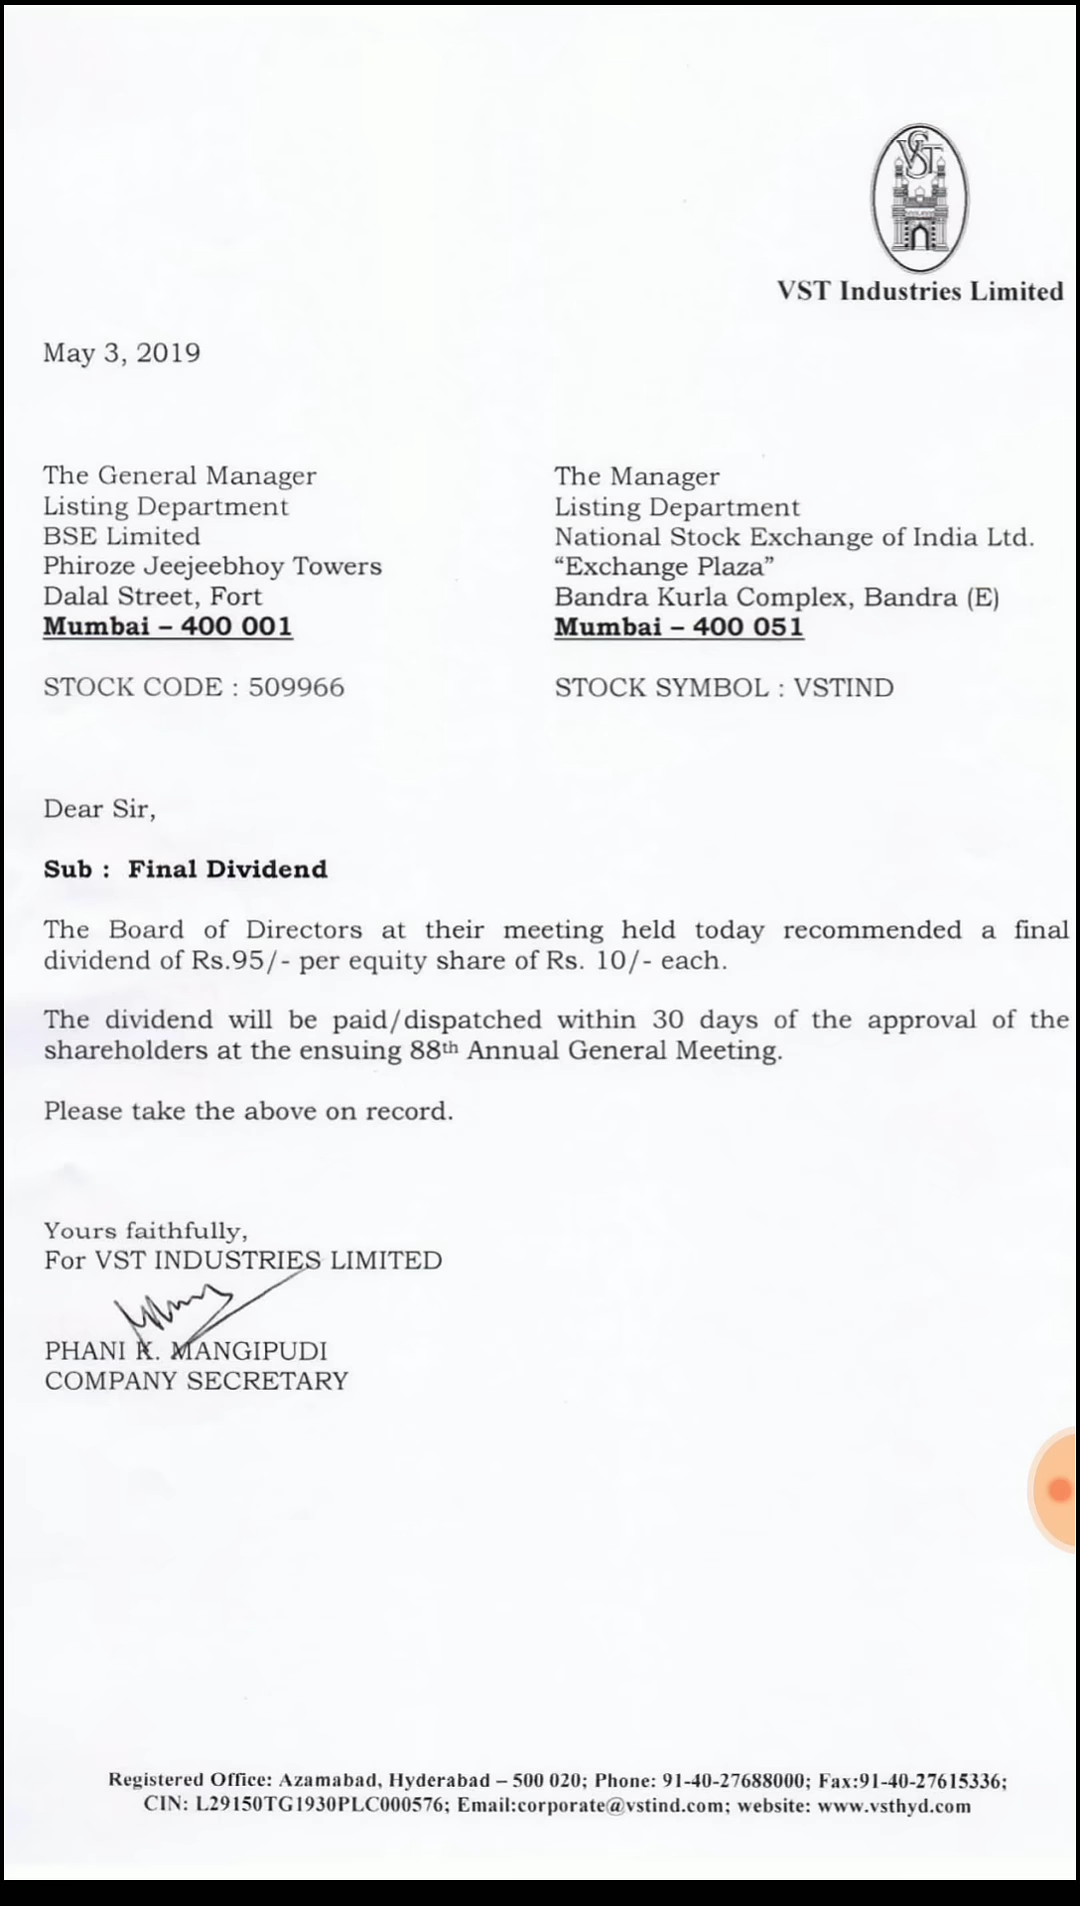 VST
VST Industries Limited
May 3, 2019
The General Manager
Listing Department
BSE Limited
Phiroze Jeejeebhoy Towers
Dalal Street, Fort
Mumbai – 400 001
STOCK CODE : 509966
The Manager
Listing Department
National Stock Exchange of India Ltd.
“Exchange Plaza”
Bandra Kurla Complex, Bandra (E)
Mumbai – 400 051
STOCK SYMBOL : VSTIND
Dear Sir,
Sub : Final Dividend
The Board of Directors at their meeting held today recommended a final
dividend of Rs.95/- per equity share of Rs. 10/- each.
The dividend will be paid/dispatched within 30 days of the approval of the
shareholders at the ensuing 88th Annual General Meeting.
Please take the above on record.
Yours faithfully,
For VST INDUSTRIES LIMITED
PHANI K. MANGIPUDI
COMPANY SECRETARY
Registered Office: Azamabad, Hyderabad – 500 020; Phone: 91-40-27688000; Fax:91-40-27615336;
CIN: L29150TG1930PLC000576; Email:corporate@vstind.com; website: www.vsthyd.com